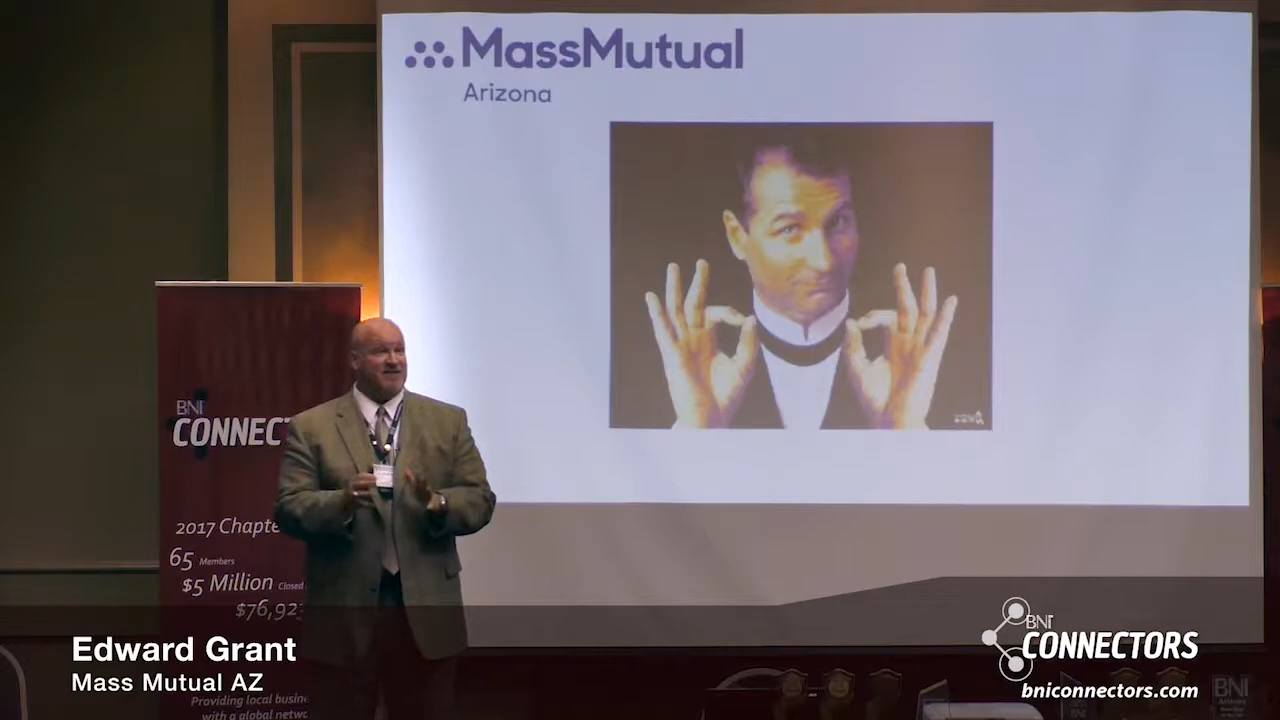 MassMutual
Arizona
BNI
CONNECT
2017 Chapte
65 Members
$5 Million Closed
$76,923
Providing local busine
with a global netwo
Edward Grant
Mass Mutual AZ
BNI
CONNECTORS
bniconnectors.com
BNI